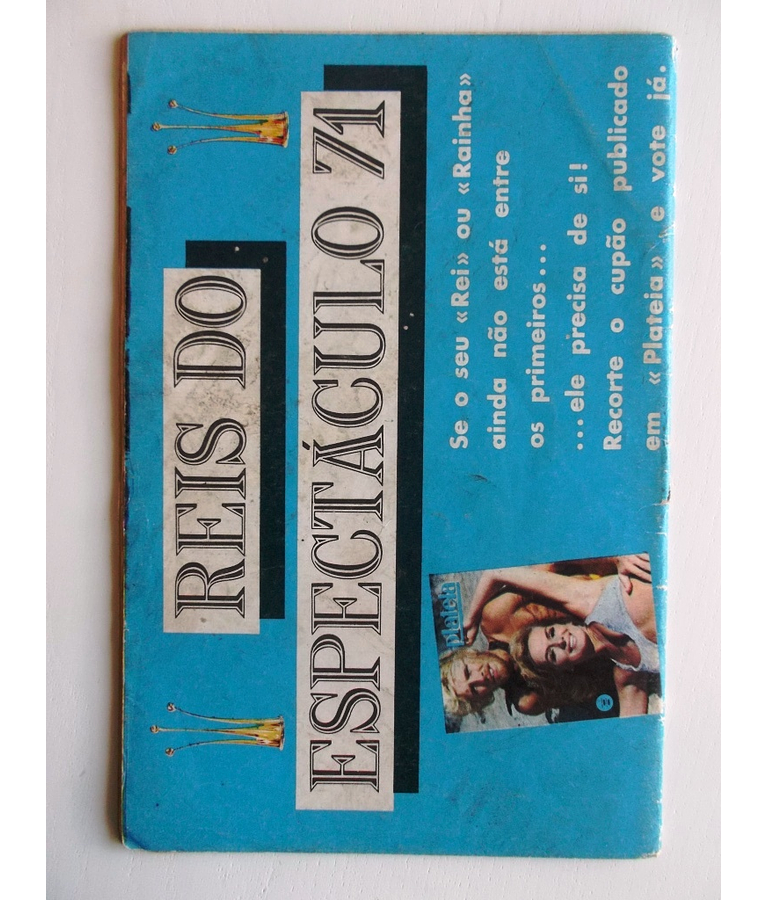 REIS DO
ESPECTÁCULO 71
Se o seu «Rei» ou «Rainha»
ainda não está entre
os primeiros...
...ele precisa de si!
Recorte o cupão publicado
em «Plateia» e vote já.
plateia